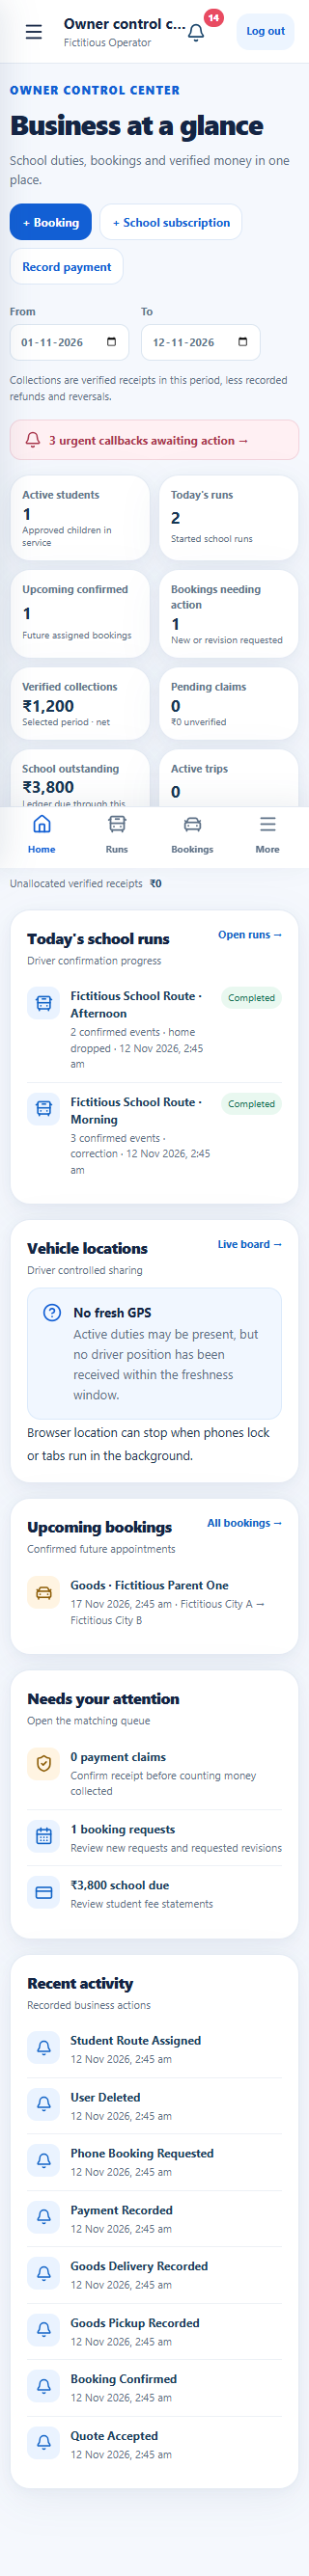 Owner control c...
14
Fictitious Operator
Log out
OWNER CONTROL CENTER
Business at a glance
School duties, bookings and verified money in one
place.
+ Booking
+ School subscription
Record payment
From
To
01-11-2026
12-11-2026
Collections are verified receipts in this period, less recorded
refunds and reversals.
3 urgent callbacks awaiting action →
Active students
1
Approved children in
service
Today's runs
2
Started school runs
Upcoming confirmed
1
Future assigned bookings
Bookings needing
action
1
New or revision requested
Verified collections
₹1,200
Selected period · net
Pending claims
0
₹0 unverified
School outstanding
₹3,800
Ledger due through this
Active trips
0
Home
Runs
Bookings
More
Unallocated verified receipts ₹0
Today's school runs
Open runs →
Driver confirmation progress
Fictitious School Route ·
Afternoon
Completed
2 confirmed events · home
dropped · 12 Nov 2026, 2:45
am
Fictitious School Route ·
Morning
Completed
3 confirmed events ·
correction · 12 Nov 2026, 2:45
am
Vehicle locations
Live board →
Driver controlled sharing
No fresh GPS
Active duties may be present, but
no driver position has been
received within the freshness
window.
Browser location can stop when phones lock
or tabs run in the background.
Upcoming bookings
All bookings →
Confirmed future appointments
Goods · Fictitious Parent One
17 Nov 2026, 2:45 am · Fictitious City A →
Fictitious City B
Needs your attention
Open the matching queue
0 payment claims
Confirm receipt before counting money
collected
1 booking requests
Review new requests and requested revisions
₹3,800 school due
Review student fee statements
Recent activity
Recorded business actions
Student Route Assigned
12 Nov 2026, 2:45 am
User Deleted
12 Nov 2026, 2:45 am
Phone Booking Requested
12 Nov 2026, 2:45 am
Payment Recorded
12 Nov 2026, 2:45 am
Goods Delivery Recorded
12 Nov 2026, 2:45 am
Goods Pickup Recorded
12 Nov 2026, 2:45 am
Booking Confirmed
12 Nov 2026, 2:45 am
Quote Accepted
12 Nov 2026, 2:45 am